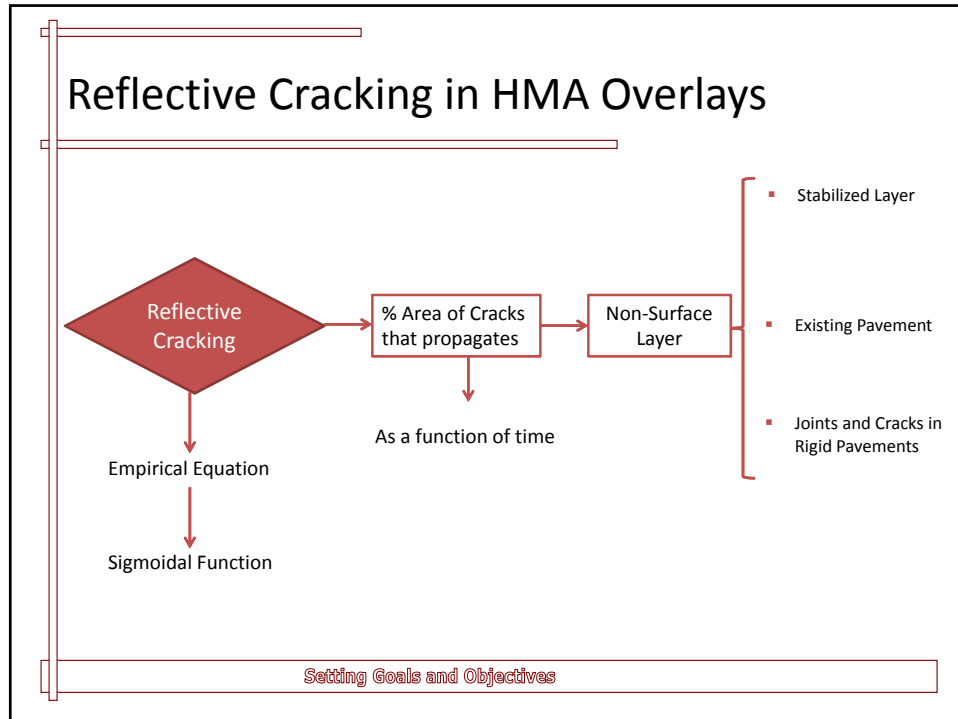 Reflective Cracking in HMA Overlays
Reflective
Cracking
% Area of Cracks
that propagates
Non-Surface
Layer
▪ Stabilized Layer
▪ Existing Pavement
▪ Joints and Cracks in
Rigid Pavements
As a function of time
Empirical Equation
Sigmoidal Function
Setting Goals and Objectives